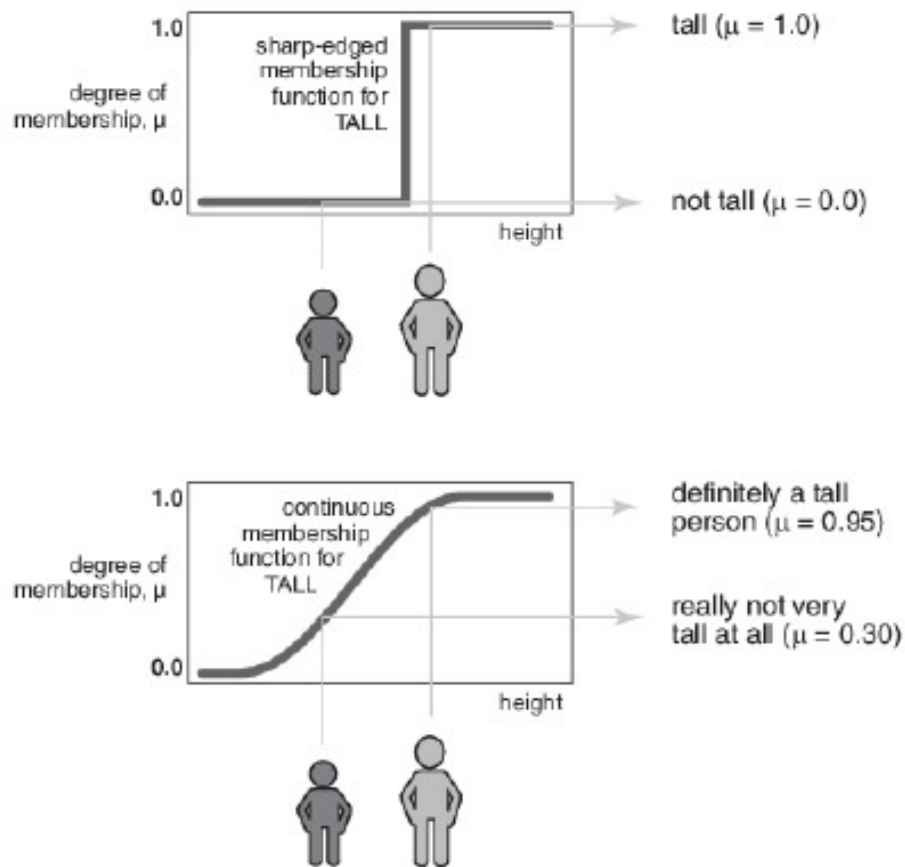 1.0
sharp-edged
membership
function for
TALL
degree of
membership, μ
0.0
height
tall (μ = 1.0)
not tall (μ = 0.0)
1.0
continuous
membership
function for
TALL
degree of
membership, μ
0.0
height
definitely a tall
person (μ = 0.95)
really not very
tall at all (μ = 0.30)